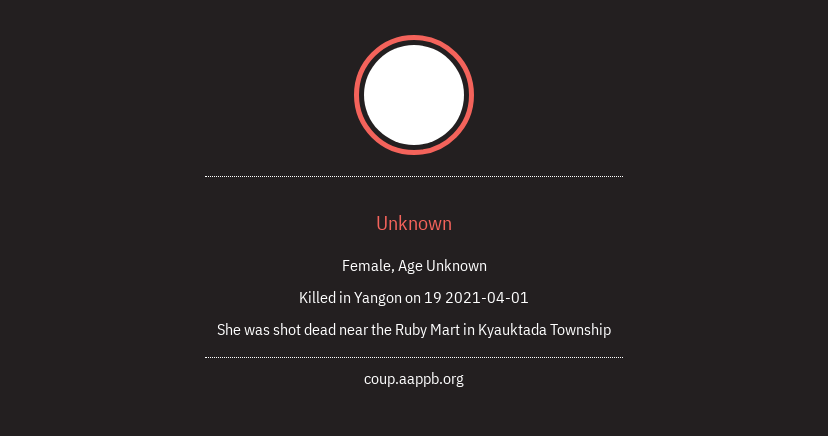 Unknown
Female, Age Unknown
Killed in Yangon on 19 2021-04-01
She was shot dead near the Ruby Mart in Kyauktada Township
coup.aappb.org